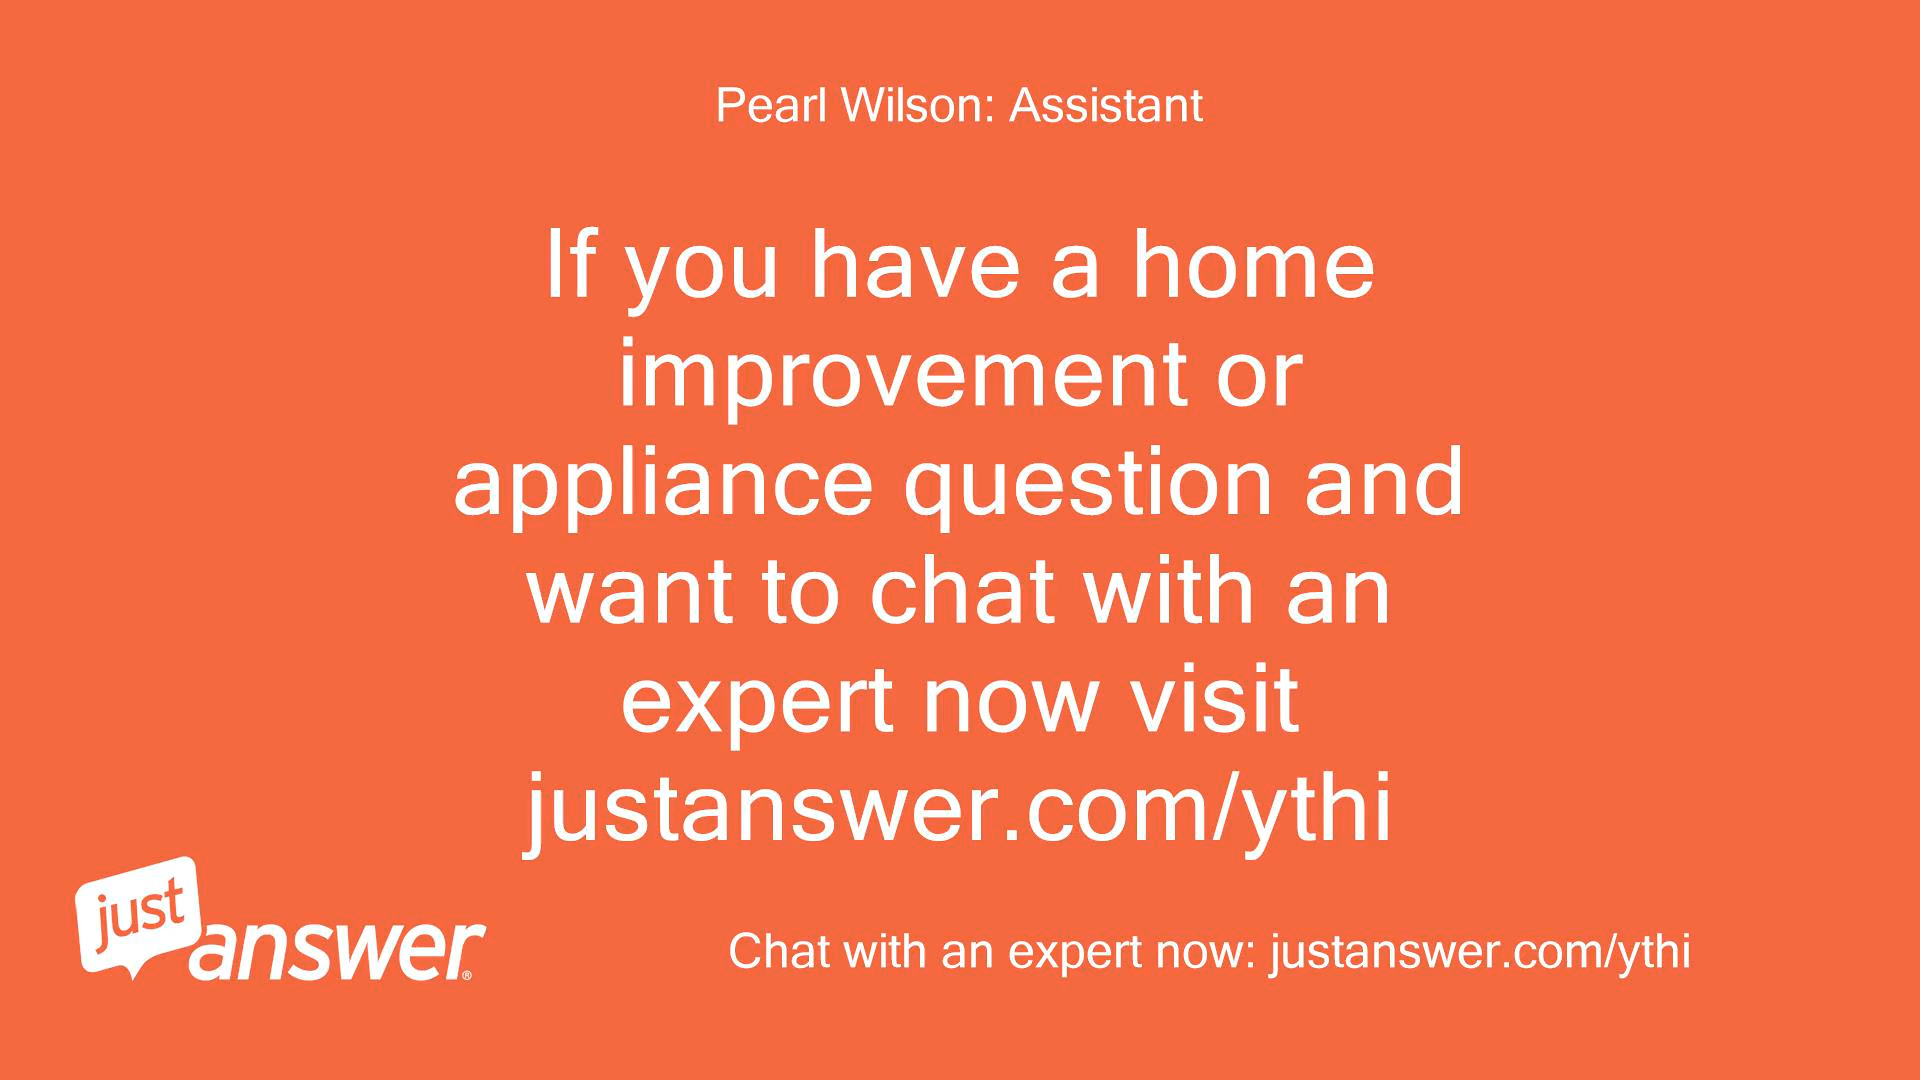 Pearl Wilson: Assistant
If you have a home
improvement or
appliance question and
want to chat with an
expert now visit
justanswer.com/ythi
just
answer®
Chat with an expert now: justanswer.com/ythi